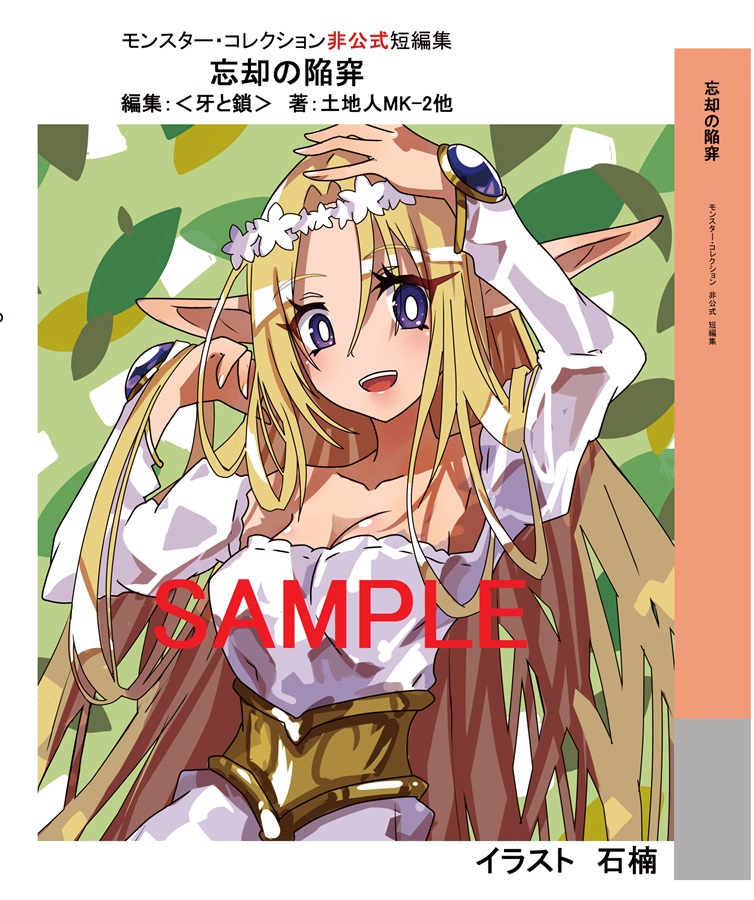 モンスター・コレクション非公式短編集
忘却の陥穽
編集：＜牙と鎖＞　著：土地人MK-2他
SAMPLE
イラスト　石楠
忘却の陥穽
モンスター・コレクション　非公式　短編集